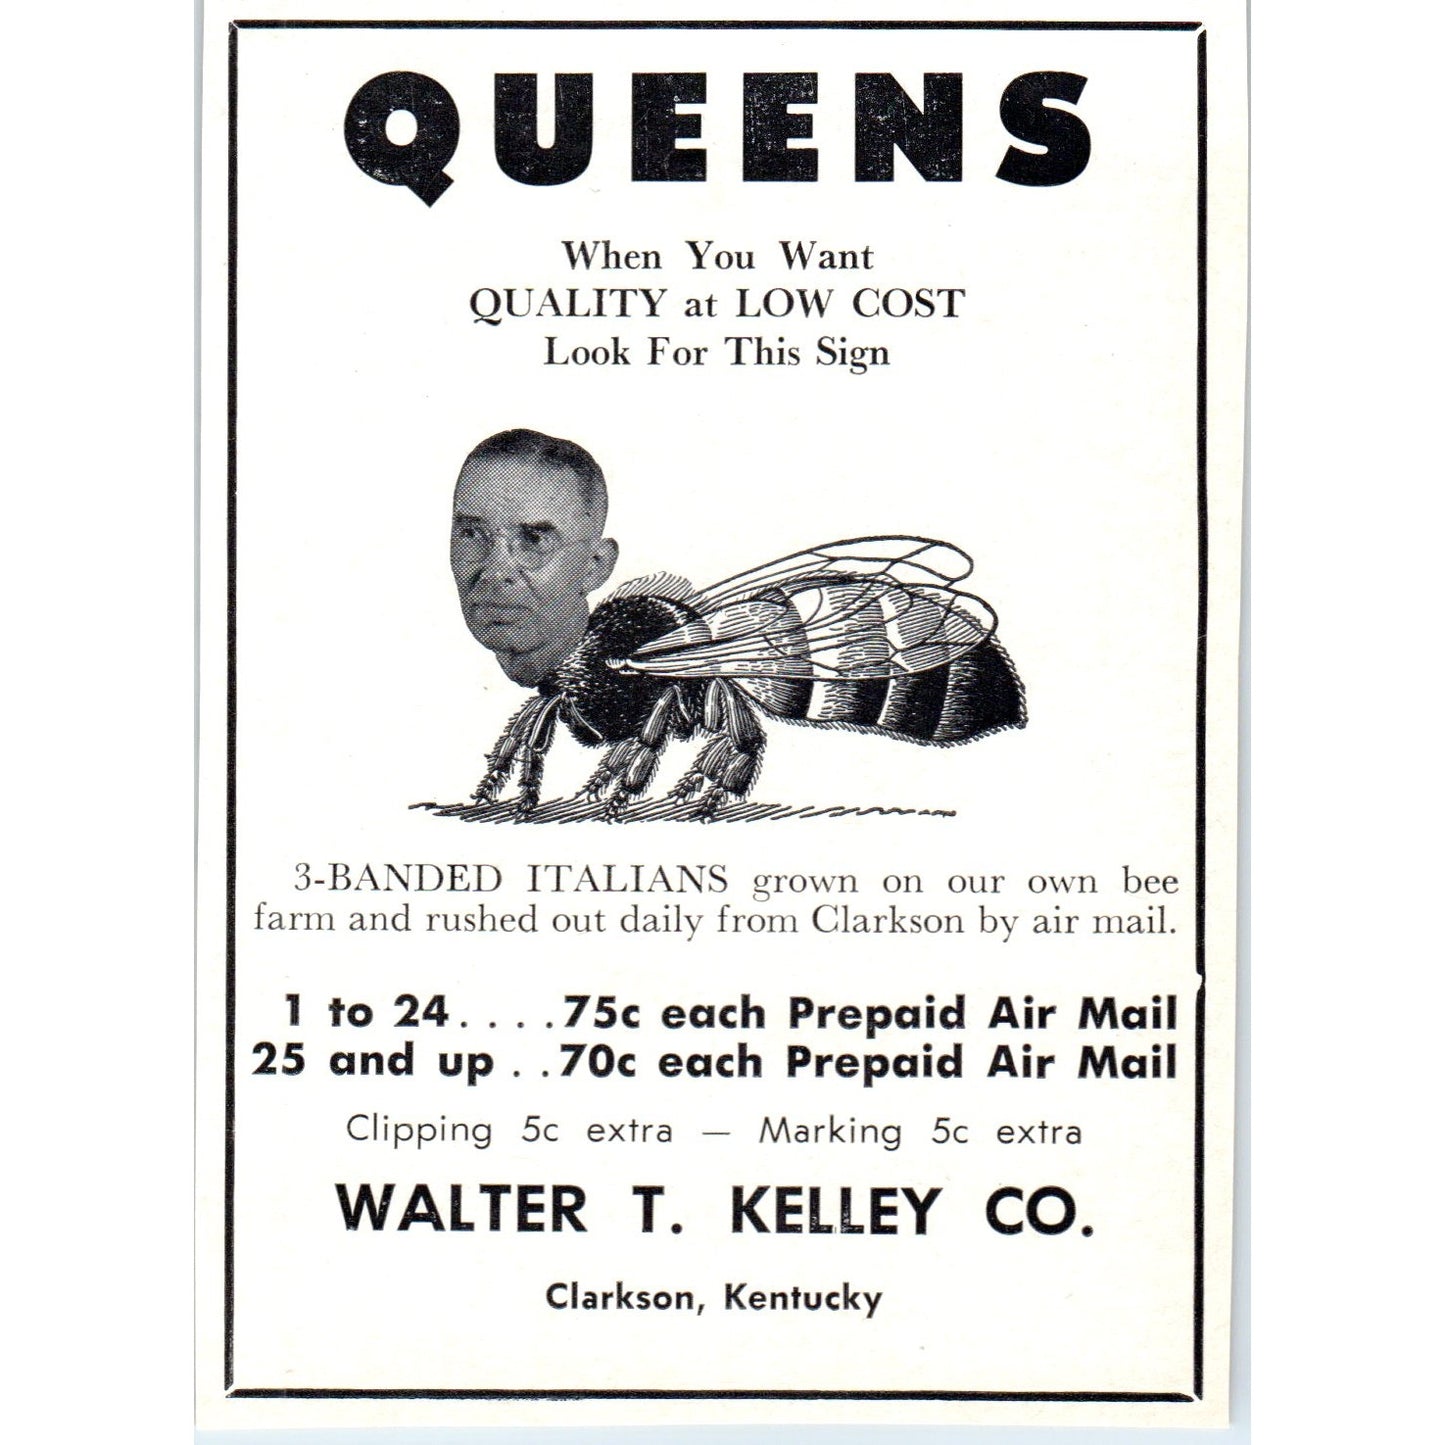 QUEENS
When You Want
QUALITY at LOW COST
Look For This Sign
3-BANDED ITALIANS grown on our own bee
farm and rushed out daily from Clarkson by air mail.
1 to 24 . . . . 75c each Prepaid Air Mail
25 and up . . 70c each Prepaid Air Mail
Clipping 5c extra — Marking 5c extra
WALTER T. KELLEY CO.
Clarkson, Kentucky